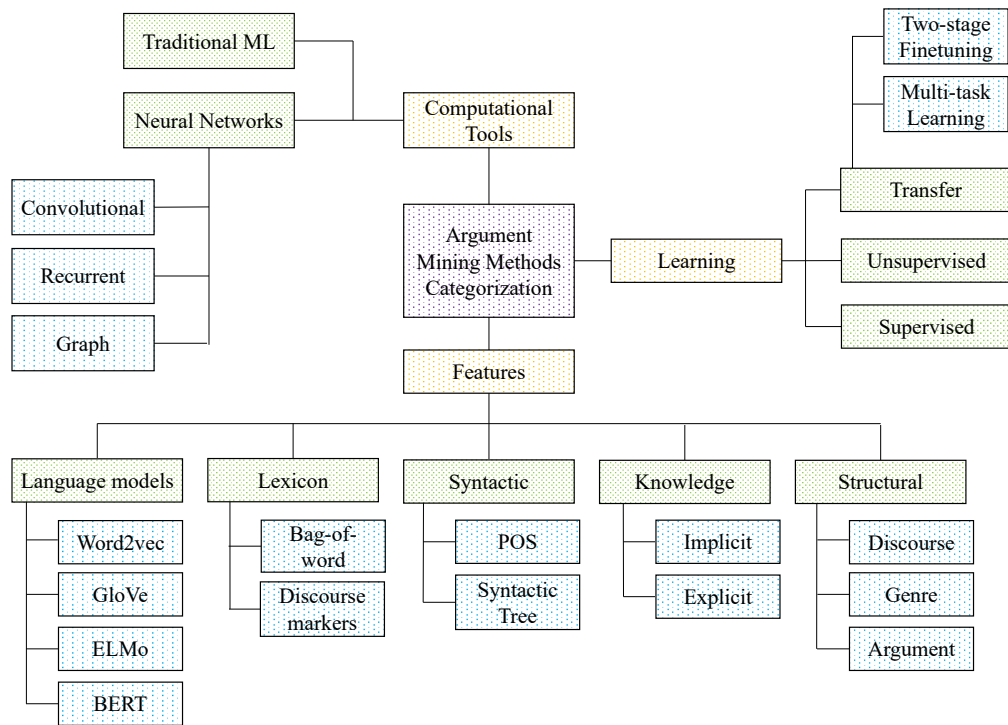 Traditional ML
Two-stage
Finetuning
Neural Networks
Computational
Tools
Multi-task
Learning
Convolutional
Transfer
Recurrent
Argument
Mining Methods
Categorization
Learning
Unsupervised
Graph
Supervised
Features
Language models
Lexicon
Syntactic
Knowledge
Structural
Word2vec
GloVe
ELMo
BERT
Bag-of-
word
Discourse
markers
POS
Syntactic
Tree
Implicit
Explicit
Discourse
Genre
Argument